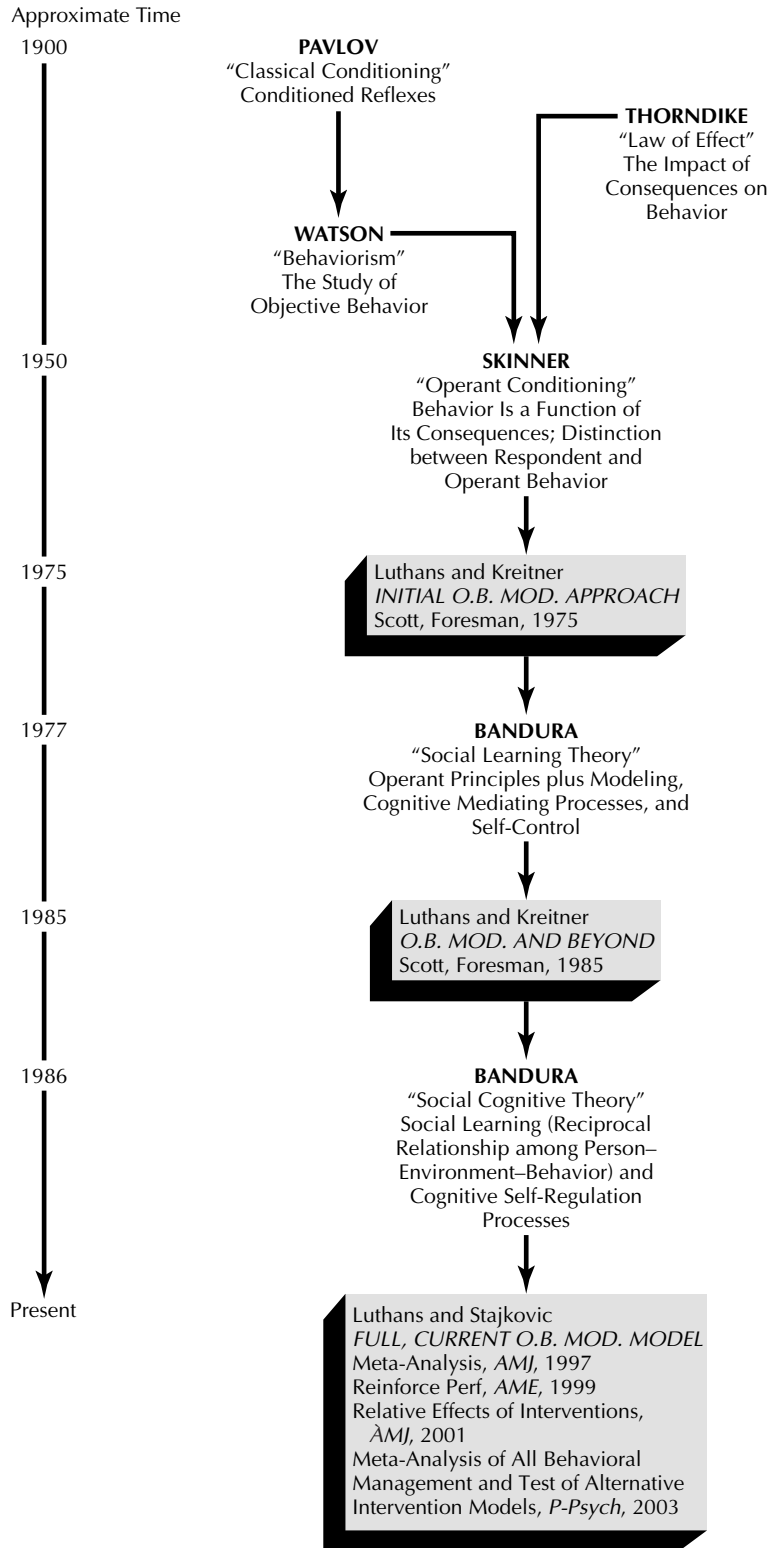 Approximate Time
1900
PAVLOV
“Classical Conditioning”
Conditioned Reflexes
THORNDIKE
“Law of Effect”
The Impact of
Consequences on
Behavior
WATSON
“Behaviorism”
The Study of
Objective Behavior
1950
SKINNER
“Operant Conditioning”
Behavior Is a Function of
Its Consequences; Distinction
between Respondent and
Operant Behavior
1975
Luthans and Kreitner
INITIAL O.B. MOD. APPROACH
Scott, Foresman, 1975
1977
BANDURA
“Social Learning Theory”
Operant Principles plus Modeling,
Cognitive Mediating Processes, and
Self-Control
1985
Luthans and Kreitner
O.B. MOD. AND BEYOND
Scott, Foresman, 1985
1986
BANDURA
“Social Cognitive Theory”
Social Learning (Reciprocal
Relationship among Person–
Environment–Behavior) and
Cognitive Self-Regulation
Processes
Present
Luthans and Stajkovic
FULL, CURRENT O.B. MOD. MODEL
Meta-Analysis, AMJ, 1997
Reinforce Perf, AME, 1999
Relative Effects of Interventions,
ÀMJ, 2001
Meta-Analysis of All Behavioral
Management and Test of Alternative
Intervention Models, P-Psych, 2003